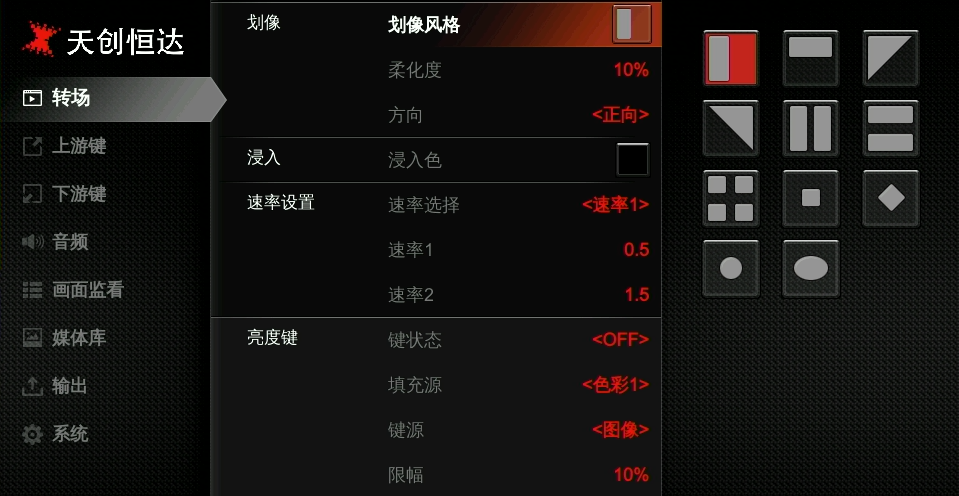 天创恒达
转场
上游键
下游键
音频
画面监看
媒体库
输出
系统
划像 划像风格
柔化度 10%
方向 <正向>
浸入 浸入色
速率设置 速率选择 <速率1>
速率1 0.5
速率2 1.5
亮度键 键状态 <OFF>
填充源 <色彩1>
键源 <图像>
限幅 10%